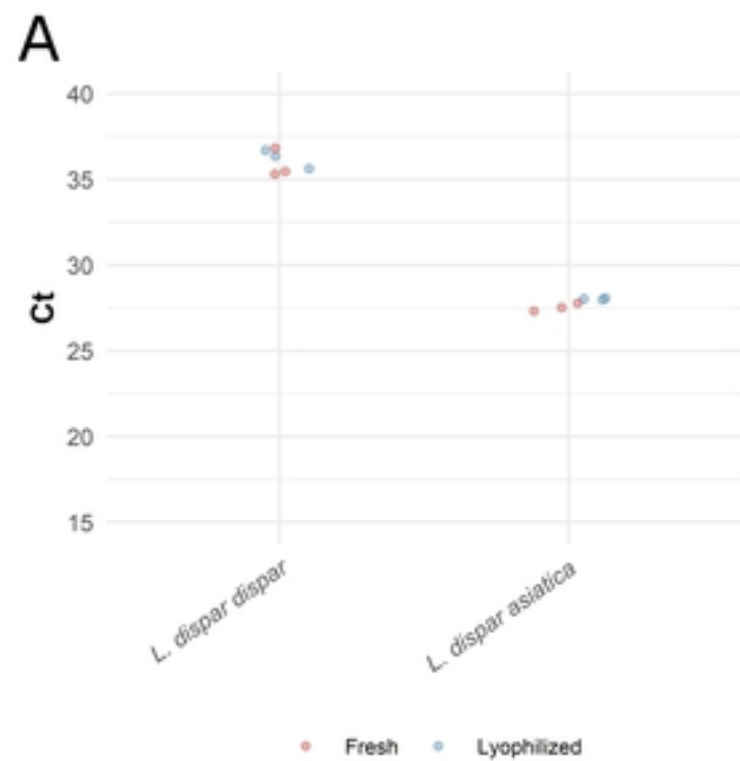 A
40
35
30
25
20
15
Ct
L. dispar dispar
L. dispar asiatica
Fresh
Lyophilized